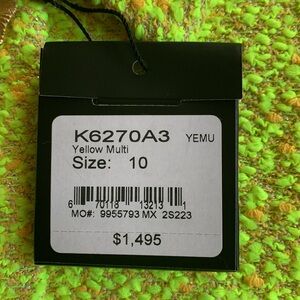 K6270A3 YEMU
Yellow Multi
Size: 10
6 70118 13213 1
MO#: 9955793 MX 2S223
$1,495